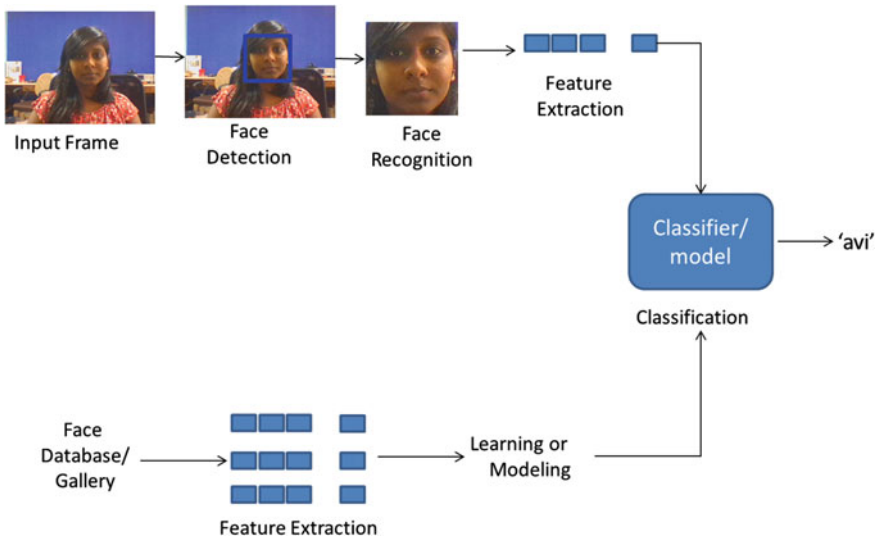 Input Frame
Face
Detection
Face
Recognition
Feature
Extraction
Classifier/
model
‘avi’
Classification
Face
Database/
Gallery
Feature Extraction
Learning or
Modeling